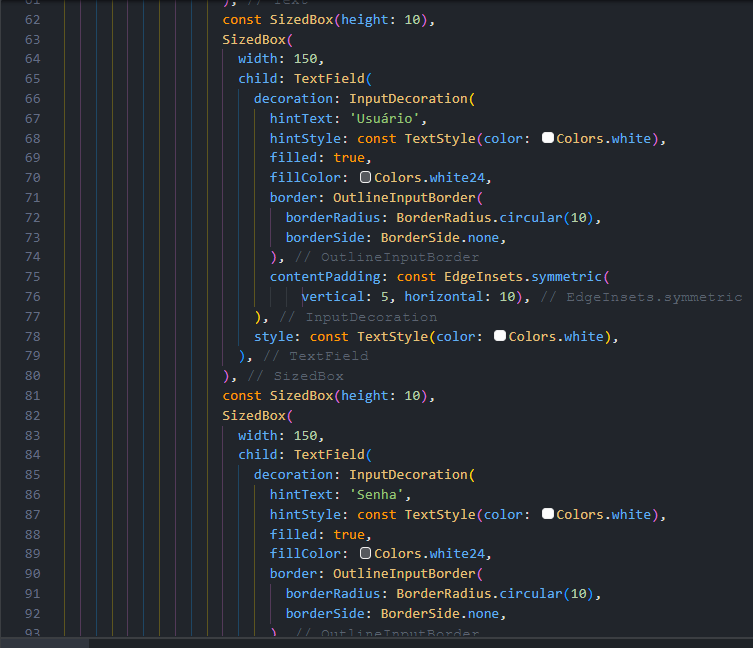 61 ), // Text
62 const SizedBox(height: 10),
63 SizedBox(
64 width: 150,
65 child: TextField(
66 decoration: InputDecoration(
67 hintText: 'Usuário',
68 hintStyle: const TextStyle(color: Colors.white),
69 filled: true,
70 fillColor: Colors.white24,
71 border: OutlineInputBorder(
72 borderRadius: BorderRadius.circular(10),
73 borderSide: BorderSide.none,
74 ), // OutlineInputBorder
75 contentPadding: const EdgeInsets.symmetric(
76 vertical: 5, horizontal: 10), // EdgeInsets.symmetric
77 ), // InputDecoration
78 style: const TextStyle(color: Colors.white),
79 ), // TextField
80 ), // SizedBox
81 const SizedBox(height: 10),
82 SizedBox(
83 width: 150,
84 child: TextField(
85 decoration: InputDecoration(
86 hintText: 'Senha',
87 hintStyle: const TextStyle(color: Colors.white),
88 filled: true,
89 fillColor: Colors.white24,
90 border: OutlineInputBorder(
91 borderRadius: BorderRadius.circular(10),
92 borderSide: BorderSide.none,
93 ), // OutlineInputBorder